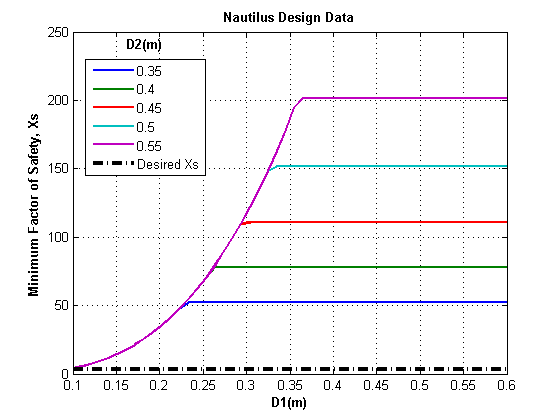 Nautilus Design Data
D2(m)
0.35
0.4
0.45
0.5
0.55
Desired Xs
Minimum Factor of Safety, Xs
250
200
150
100
50
0
0.1 0.15 0.2 0.25 0.3 0.35 0.4 0.45 0.5 0.55 0.6
D1(m)